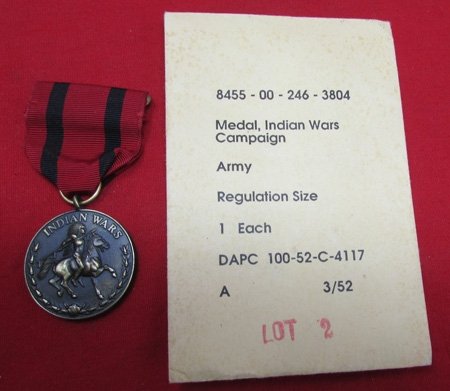 INDIAN WARS
8455 - 00 - 246 - 3804
Medal, Indian Wars
Campaign
Army
Regulation Size
1 Each
DAPC 100-52-C-4117
A 3/52
LOT 2